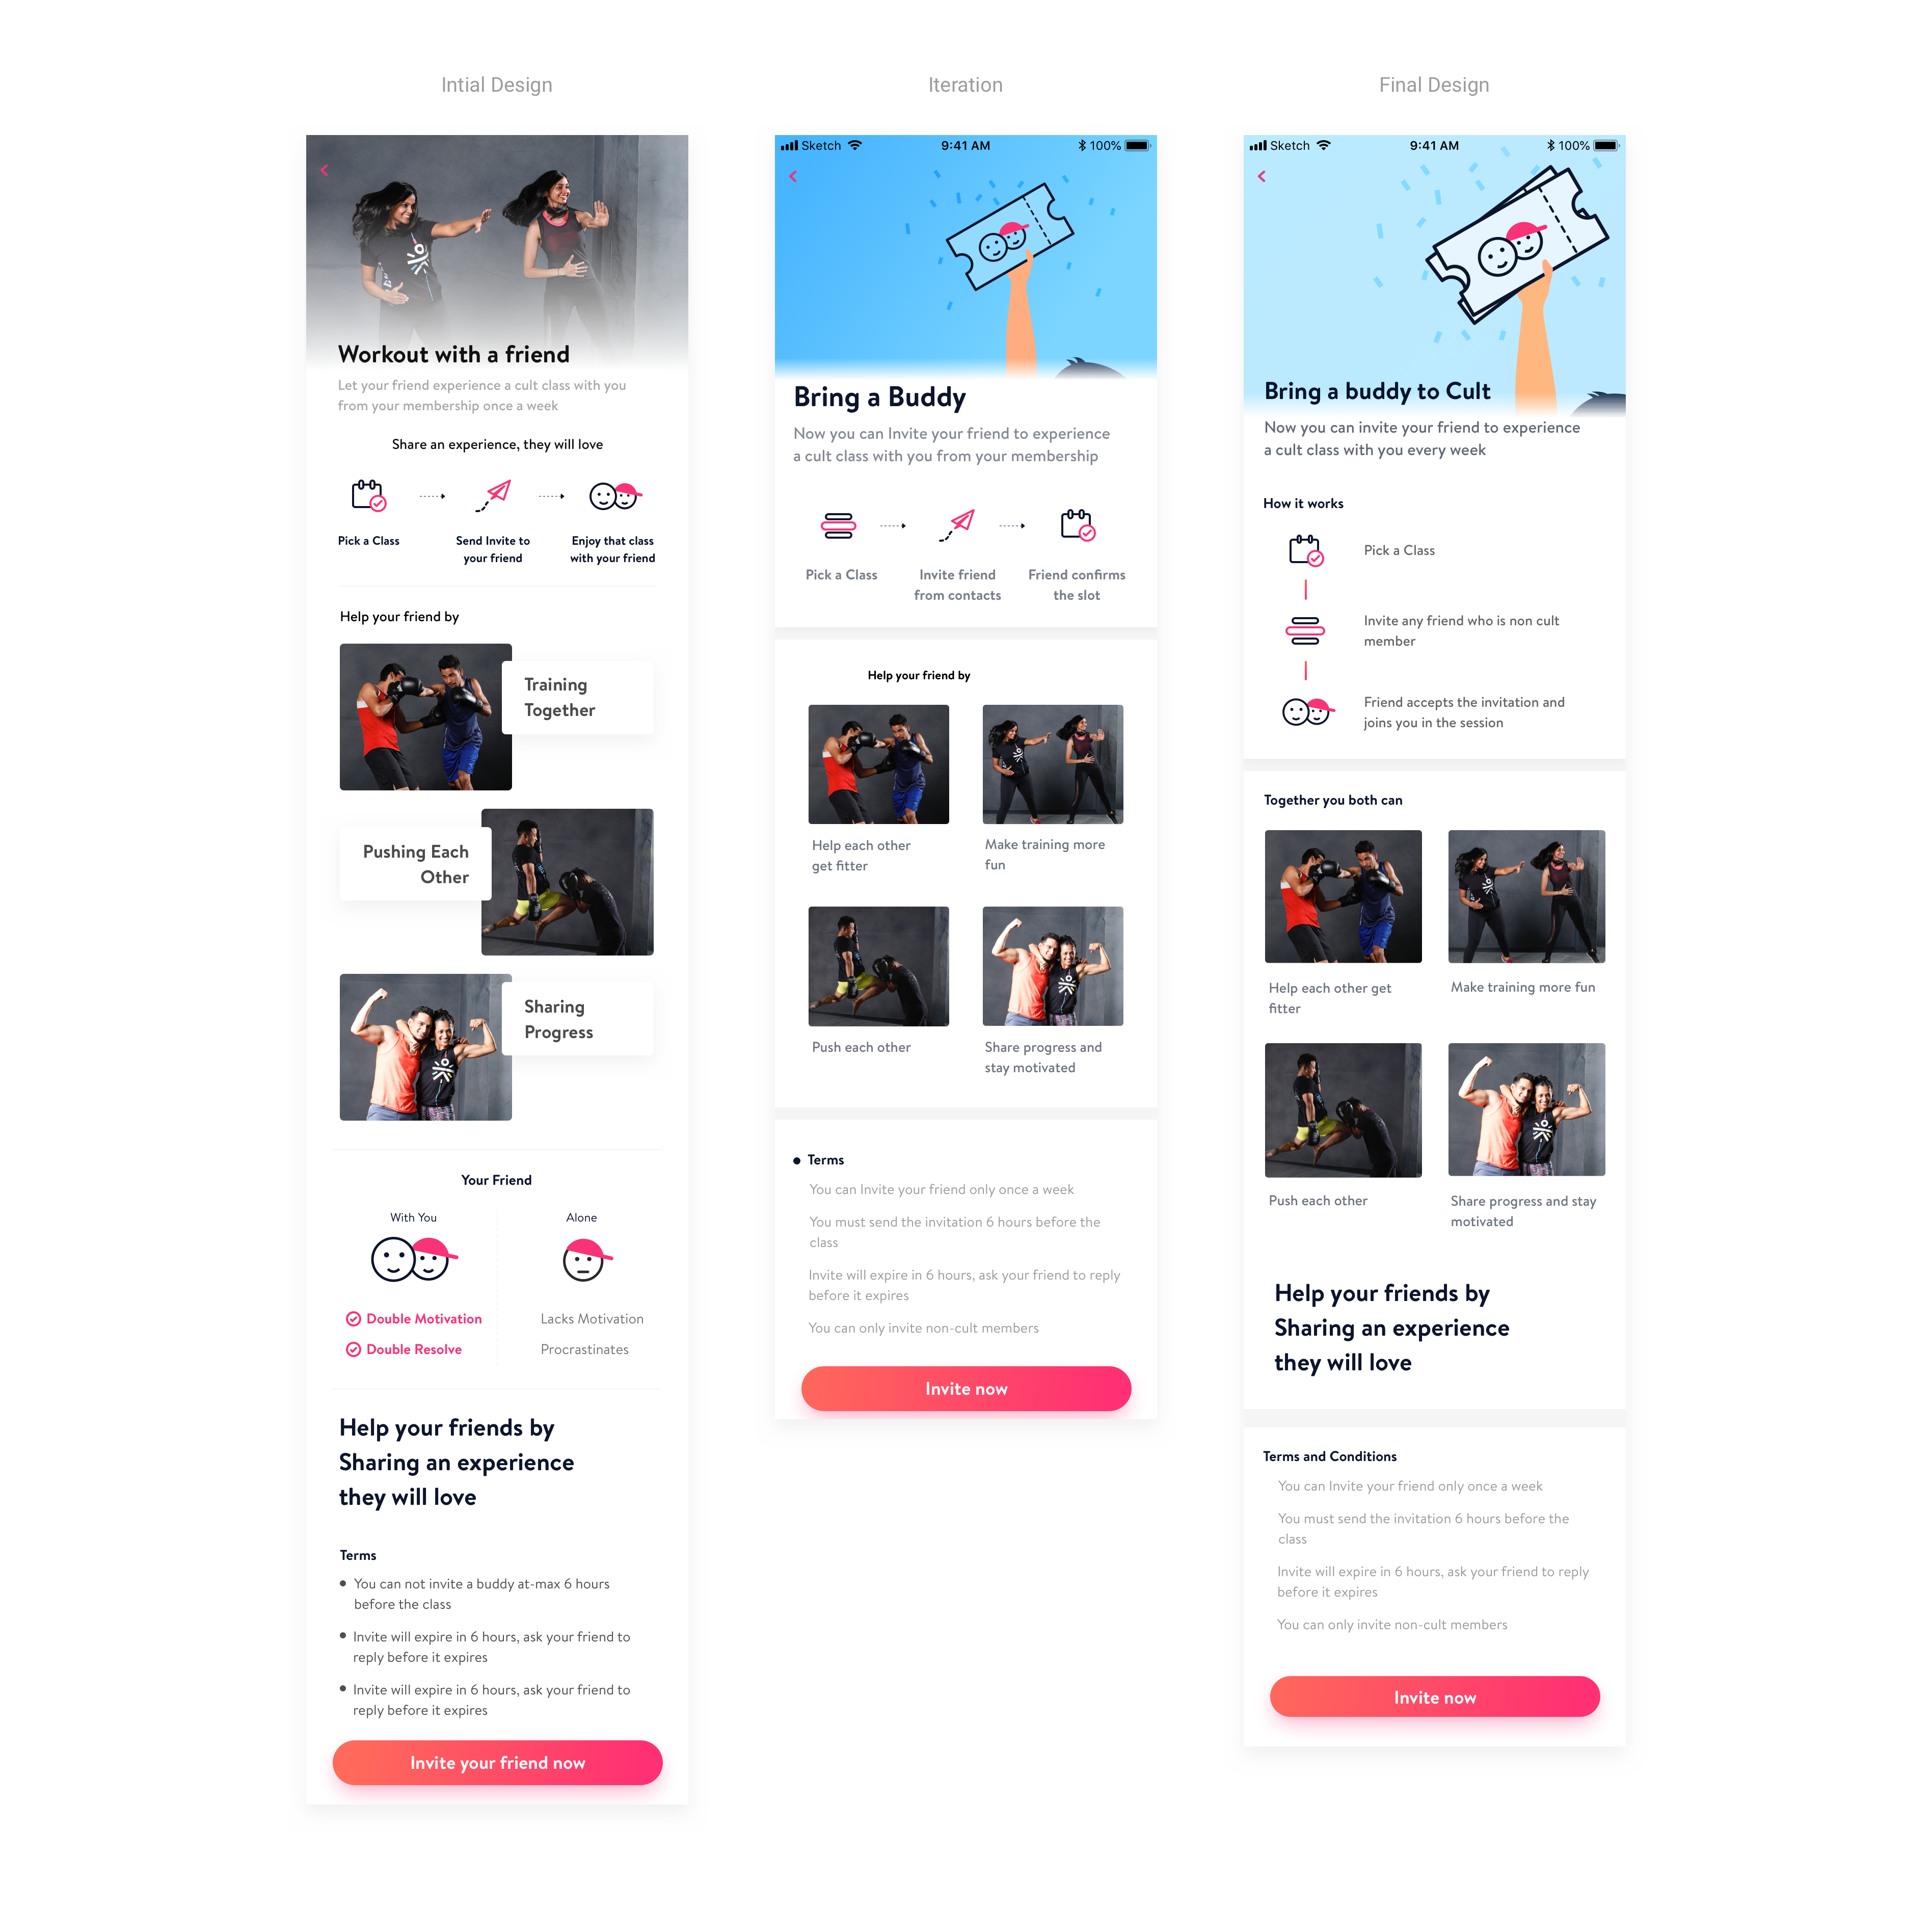 Intial Design
Workout with a friend
Let your friend experience a cult class with you
from your membership once a week
Share an experience, they will love
Pick a Class
Send Invite to
your friend
Enjoy that class
with your friend
Help your friend by
Training
Together
Pushing Each
Other
Sharing
Progress
Your Friend
With You
Alone
Double Motivation
Lacks Motivation
Double Resolve
Procrastinates
Help your friends by
Sharing an experience
they will love
Terms
You can not invite a buddy at-max 6 hours
before the class
Invite will expire in 6 hours, ask your friend to
reply before it expires
Invite will expire in 6 hours, ask your friend to
reply before it expires
Invite your friend now
Iteration
Sketch
9:41 AM
100%
Bring a Buddy
Now you can Invite your friend to experience
a cult class with you from your membership
Pick a Class
Invite friend
from contacts
Friend confirms
the slot
Help your friend by
Help each other
get fitter
Make training more
fun
Push each other
Share progress and
stay motivated
Terms
You can Invite your friend only once a week
You must send the invitation 6 hours before the
class
Invite will expire in 6 hours, ask your friend to reply
before it expires
You can only invite non-cult members
Invite now
Final Design
Sketch
9:41 AM
100%
Bring a buddy to Cult
Now you can invite your friend to experience
a cult class with you every week
How it works
Pick a Class
Invite any friend who is non cult
member
Friend accepts the invitation and
joins you in the session
Together you both can
Help each other get
fitter
Make training more fun
Push each other
Share progress and stay
motivated
Help your friends by
Sharing an experience
they will love
Terms and Conditions
You can Invite your friend only once a week
You must send the invitation 6 hours before the
class
Invite will expire in 6 hours, ask your friend to reply
before it expires
You can only invite non-cult members
Invite now